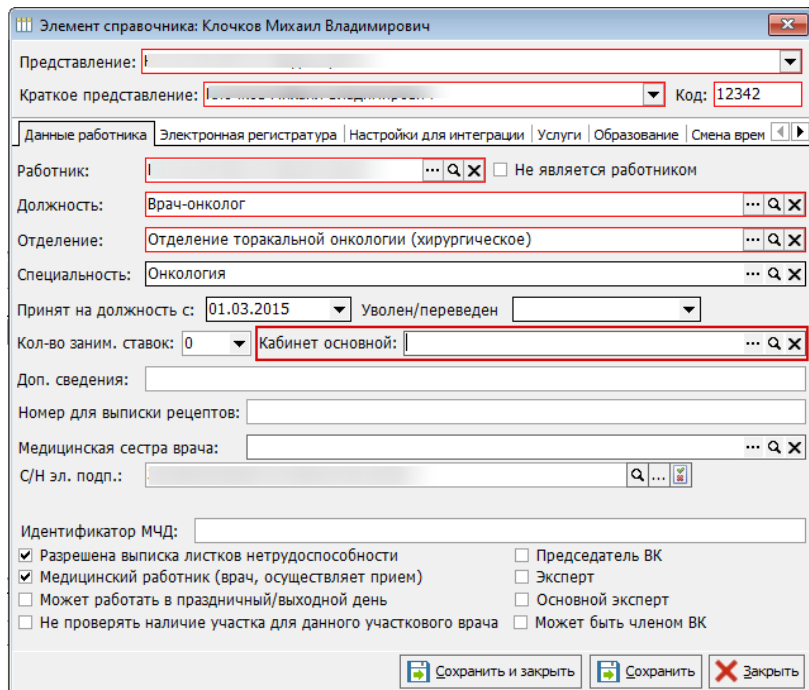 Элемент справочника: Клочков Михаил Владимирович
Представление:
Краткое представление: Код: 12342
Данные работника Электронная регистратура Настройки для интеграции Услуги Образование Смена врем
Работник: ... Не является работником
Должность: Врач-онколог ...
Отделение: Отделение торакальной онкологии (хирургическое) ...
Специальность: Онкология ...
Принят на должность с: 01.03.2015 Уволен/переведен
Кол-во заним. ставок: 0 Кабинет основной: ...
Доп. сведения:
Номер для выписки рецептов:
Медицинская сестра врача: ...
С/Н эл. подп.: ...
Идентификатор МЧД:
Разрешена выписка листков нетрудоспособности Председатель ВК
Медицинский работник (врач, осуществляет прием) Эксперт
Может работать в праздничный/выходной день Основной эксперт
Не проверять наличие участка для данного участкового врача Может быть членом ВК
Сохранить и закрыть Сохранить Закрыть